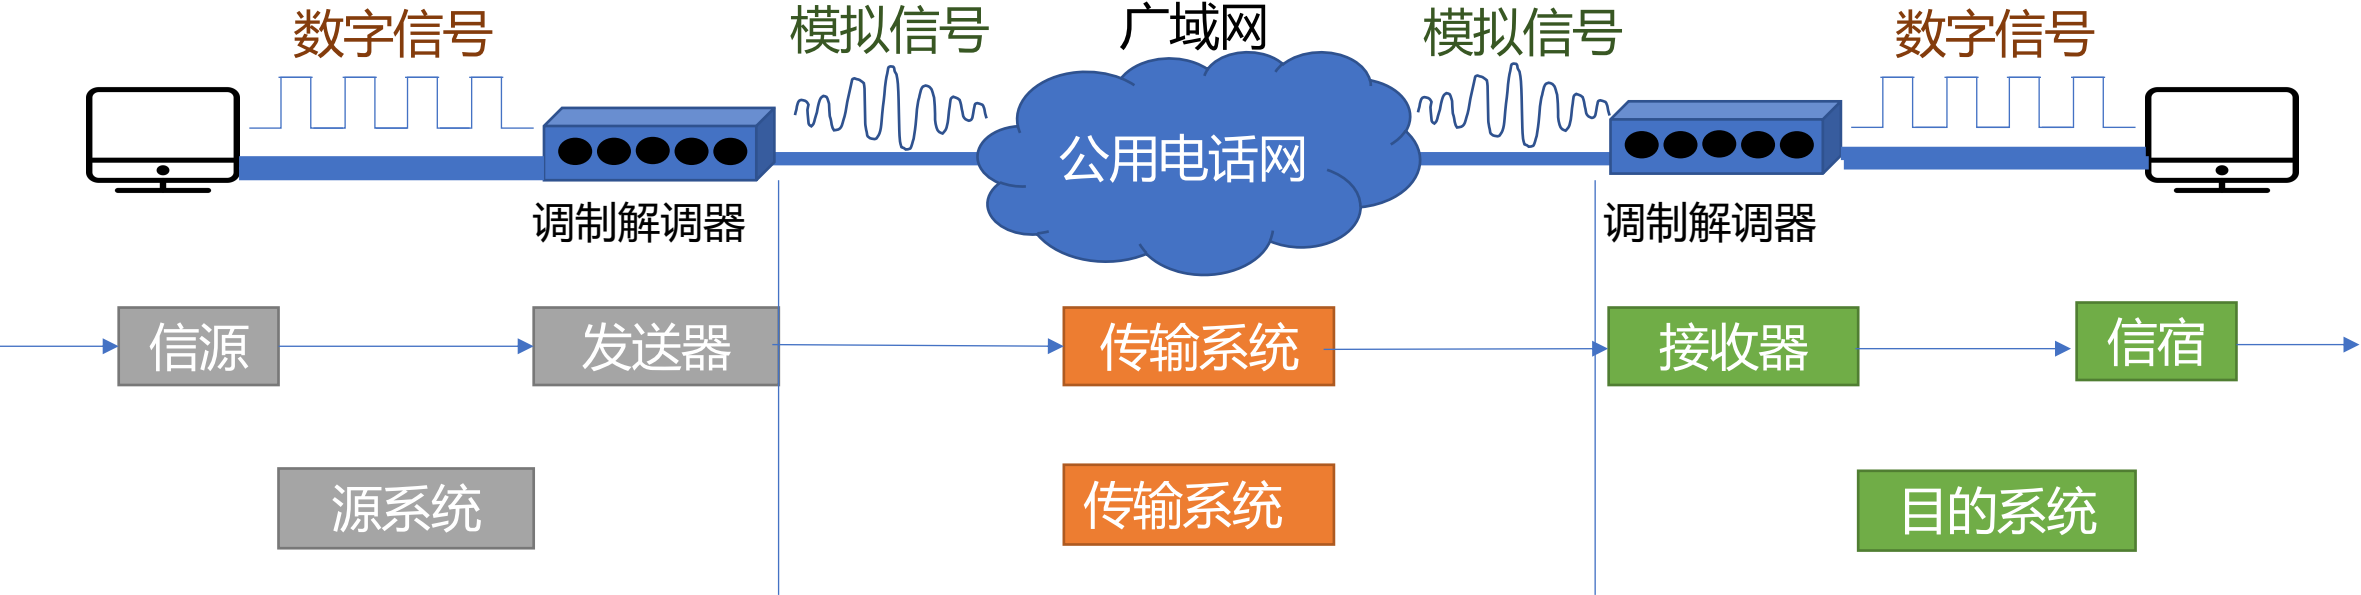 数字信号
模拟信号
广域网
模拟信号
数字信号
公用电话网
调制解调器
调制解调器
信源
发送器
传输系统
接收器
信宿
源系统
传输系统
目的系统